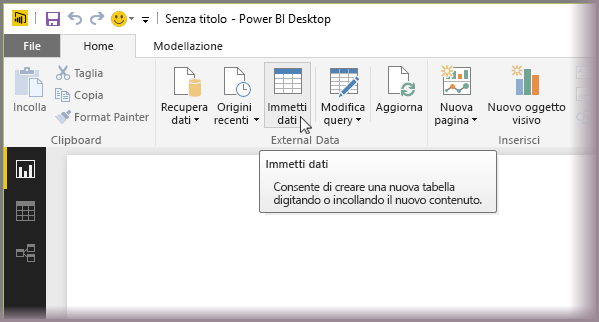 Senza titolo - Power BI Desktop
File Home Modellazione
Incolla
Taglia
Copia
Format Painter
Clipboard
Recupera
dati
Origini
recenti
Immetti
dati
Modifica
query
Aggiorna
External Data
Nuova
pagina
Nuovo oggetto
visivo
Inserisci
Immetti dati
Consente di creare una nuova tabella
digitando o incollando il nuovo contenuto.